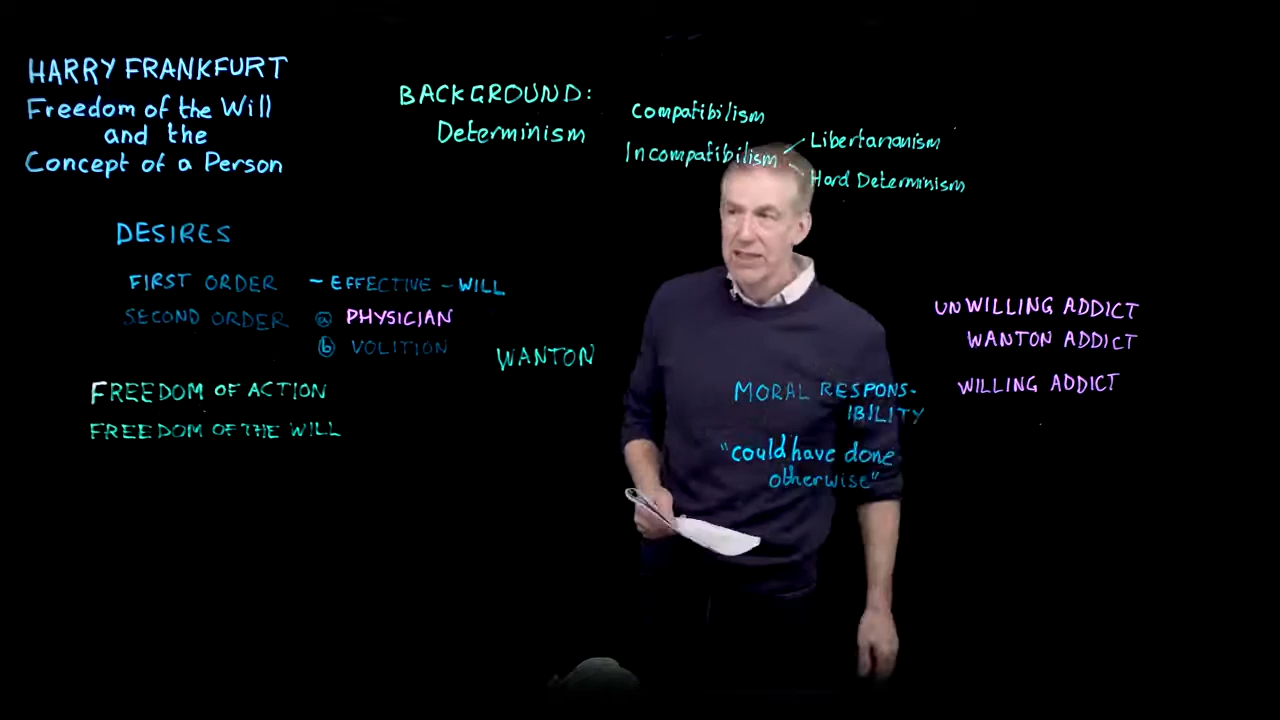 HARRY FRANKFURT
Freedom of the Will
and the
Concept of a Person
BACKGROUND:
Determinism
Compatibilism
Incompatibilism
Libertarianism
Hard Determinism
DESIRES
FIRST ORDER - EFFECTIVE - WILL
SECOND ORDER ⓐ PHYSICIAN
ⓑ VOLITION
WANTON
FREEDOM OF ACTION
FREEDOM OF THE WILL
MORAL RESPONS-
IBILITY
"could have done
otherwise"
UNWILLING ADDICT
WANTON ADDICT
WILLING ADDICT